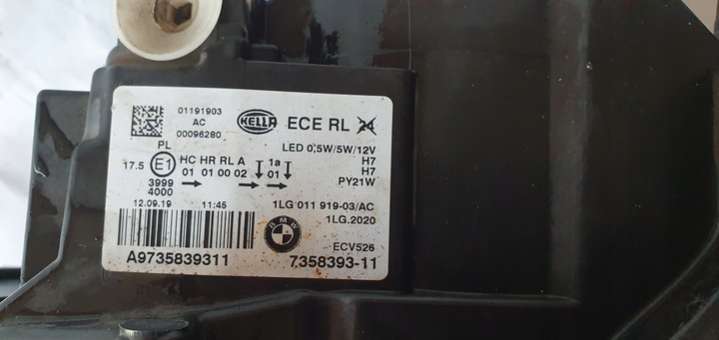 01191903
AC
00096280
HELLA ECE RL 24
LED 0,5W/5W/12V
H7
H7
PY21W
PL
17.5 E1 HC HR RL A 1a
01 01 00 02 01
3999
4000
12.09.19 11:45
1LG 011 919-03/AC
1LG.2020
BMW
ECV526
A9735839311 7358393-11